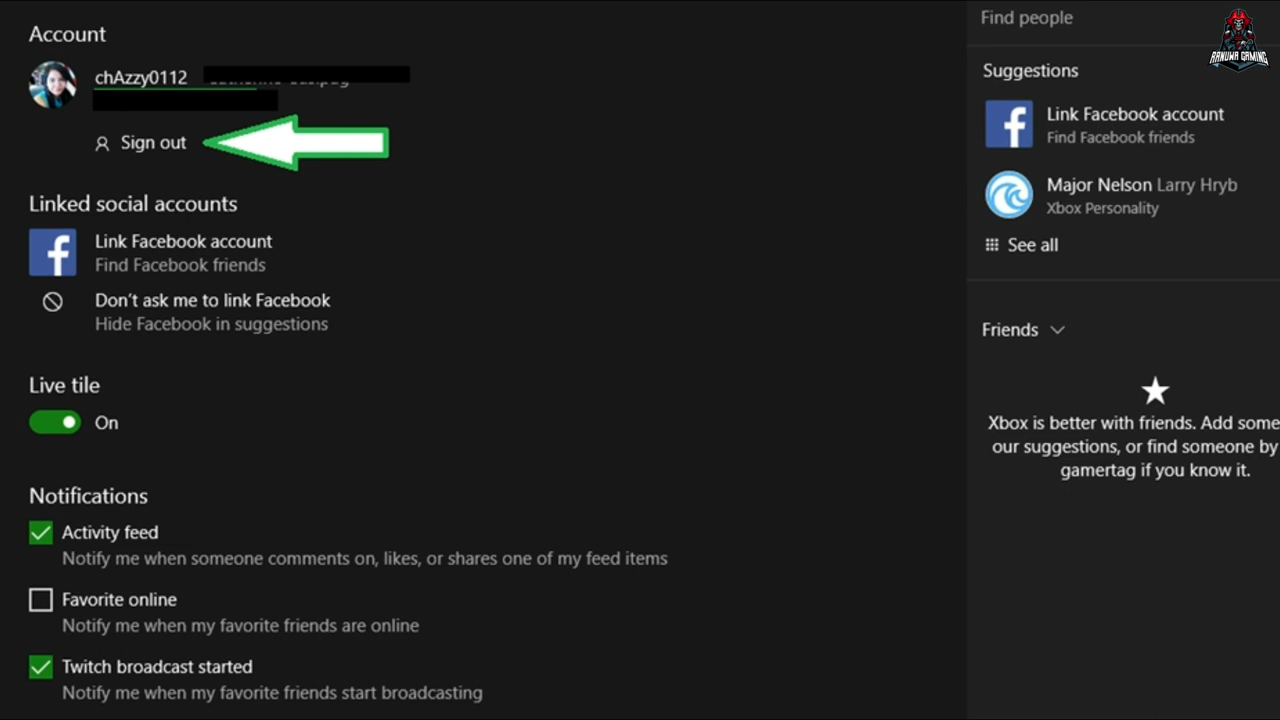 Account
chAzzy0112
Sign out
Linked social accounts
Link Facebook account
Find Facebook friends
Don't ask me to link Facebook
Hide Facebook in suggestions
Live tile
On
Notifications
Activity feed
Notify me when someone comments on, likes, or shares one of my feed items
Favorite online
Notify me when my favorite friends are online
Twitch broadcast started
Notify me when my favorite friends start broadcasting
Find people
RANUWA GAMING
Suggestions
Link Facebook account
Find Facebook friends
Major Nelson Larry Hryb
Xbox Personality
See all
Friends
Xbox is better with friends. Add some
our suggestions, or find someone by
gamertag if you know it.